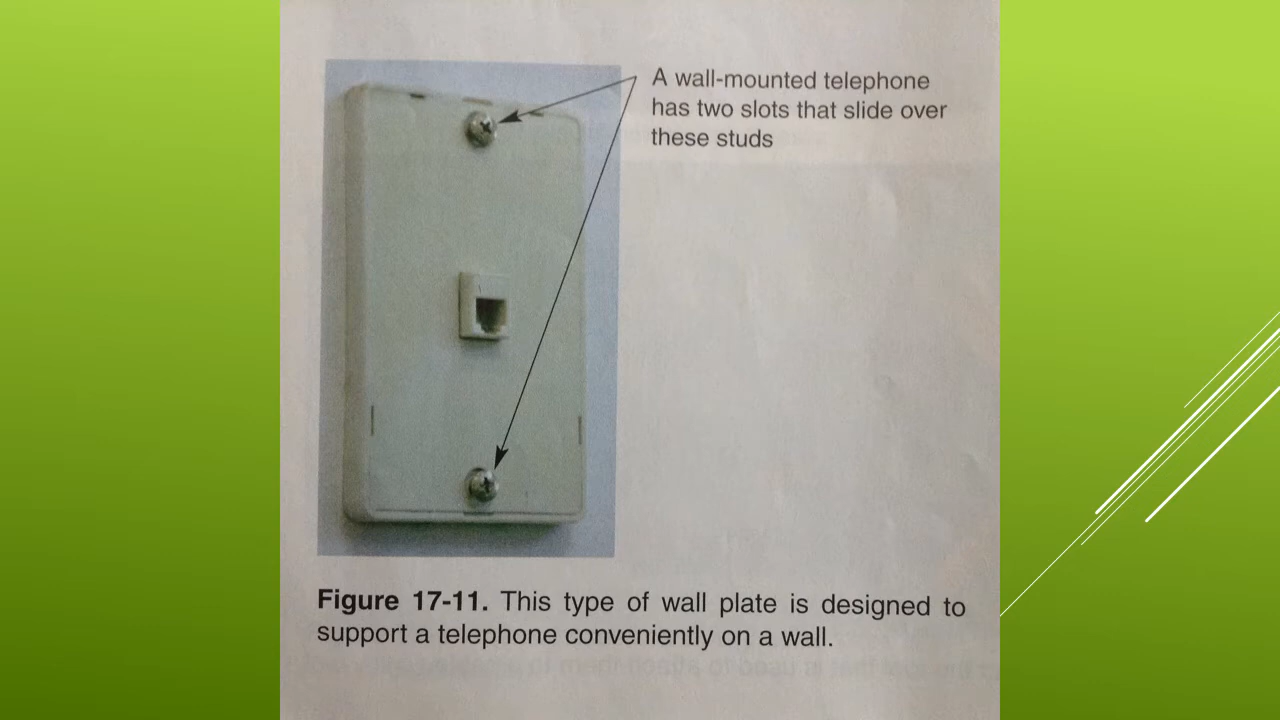 A wall-mounted telephone
has two slots that slide over
these studs
Figure 17-11. This type of wall plate is designed to
support a telephone conveniently on a wall.